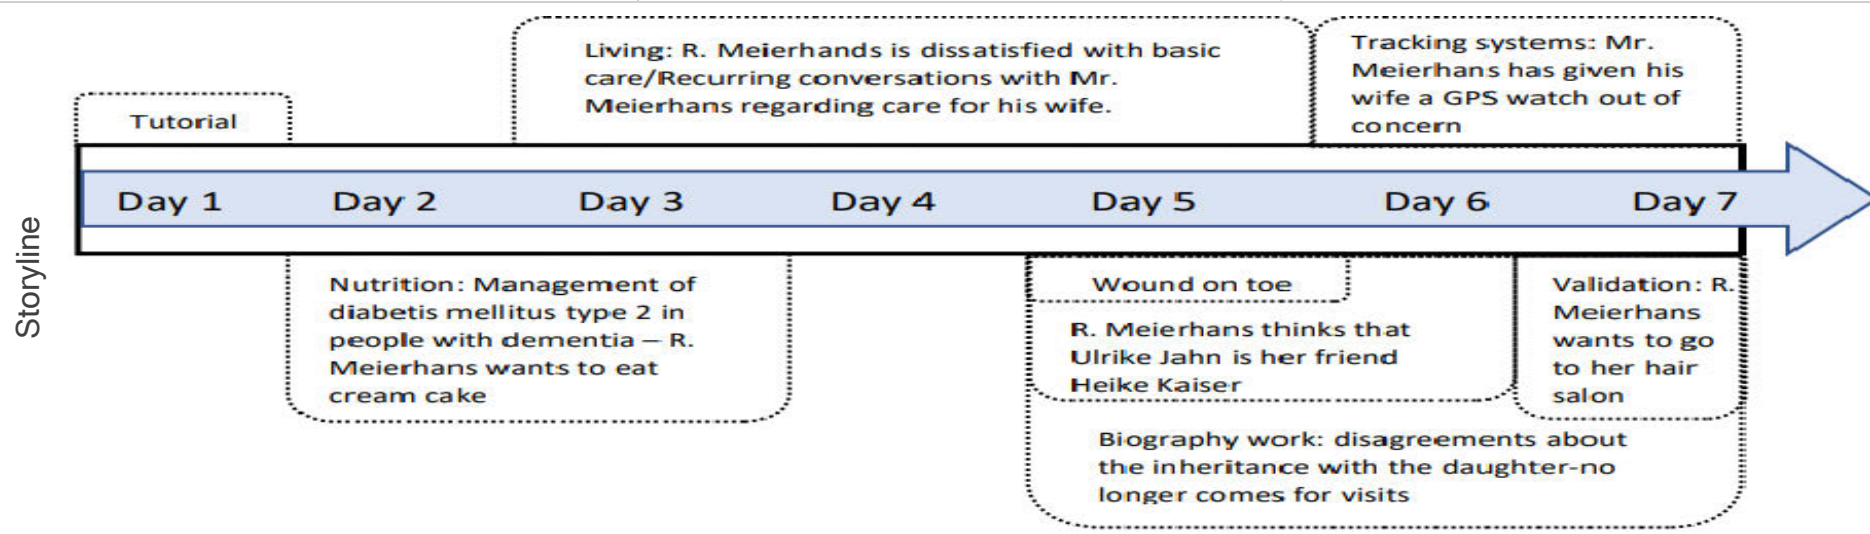 Living: R. Meierhands is dissatisfied with basic
care/Recurring conversations with Mr.
Meierhans regarding care for his wife.
Tracking systems: Mr.
Meierhans has given his
wife a GPS watch out of
concern
Tutorial
Day 1
Day 2
Day 3
Day 4
Day 5
Day 6
Day 7
Storyline
Nutrition: Management of
diabetis mellitus type 2 in
people with dementia – R.
Meierhans wants to eat
cream cake
Wound on toe
R. Meierhans thinks that
Ulrike Jahn is her friend
Heike Kaiser
Validation: R.
Meierhans
wants to go
to her hair
salon
Biography work: disagreements about
the inheritance with the daughter-no
longer comes for visits